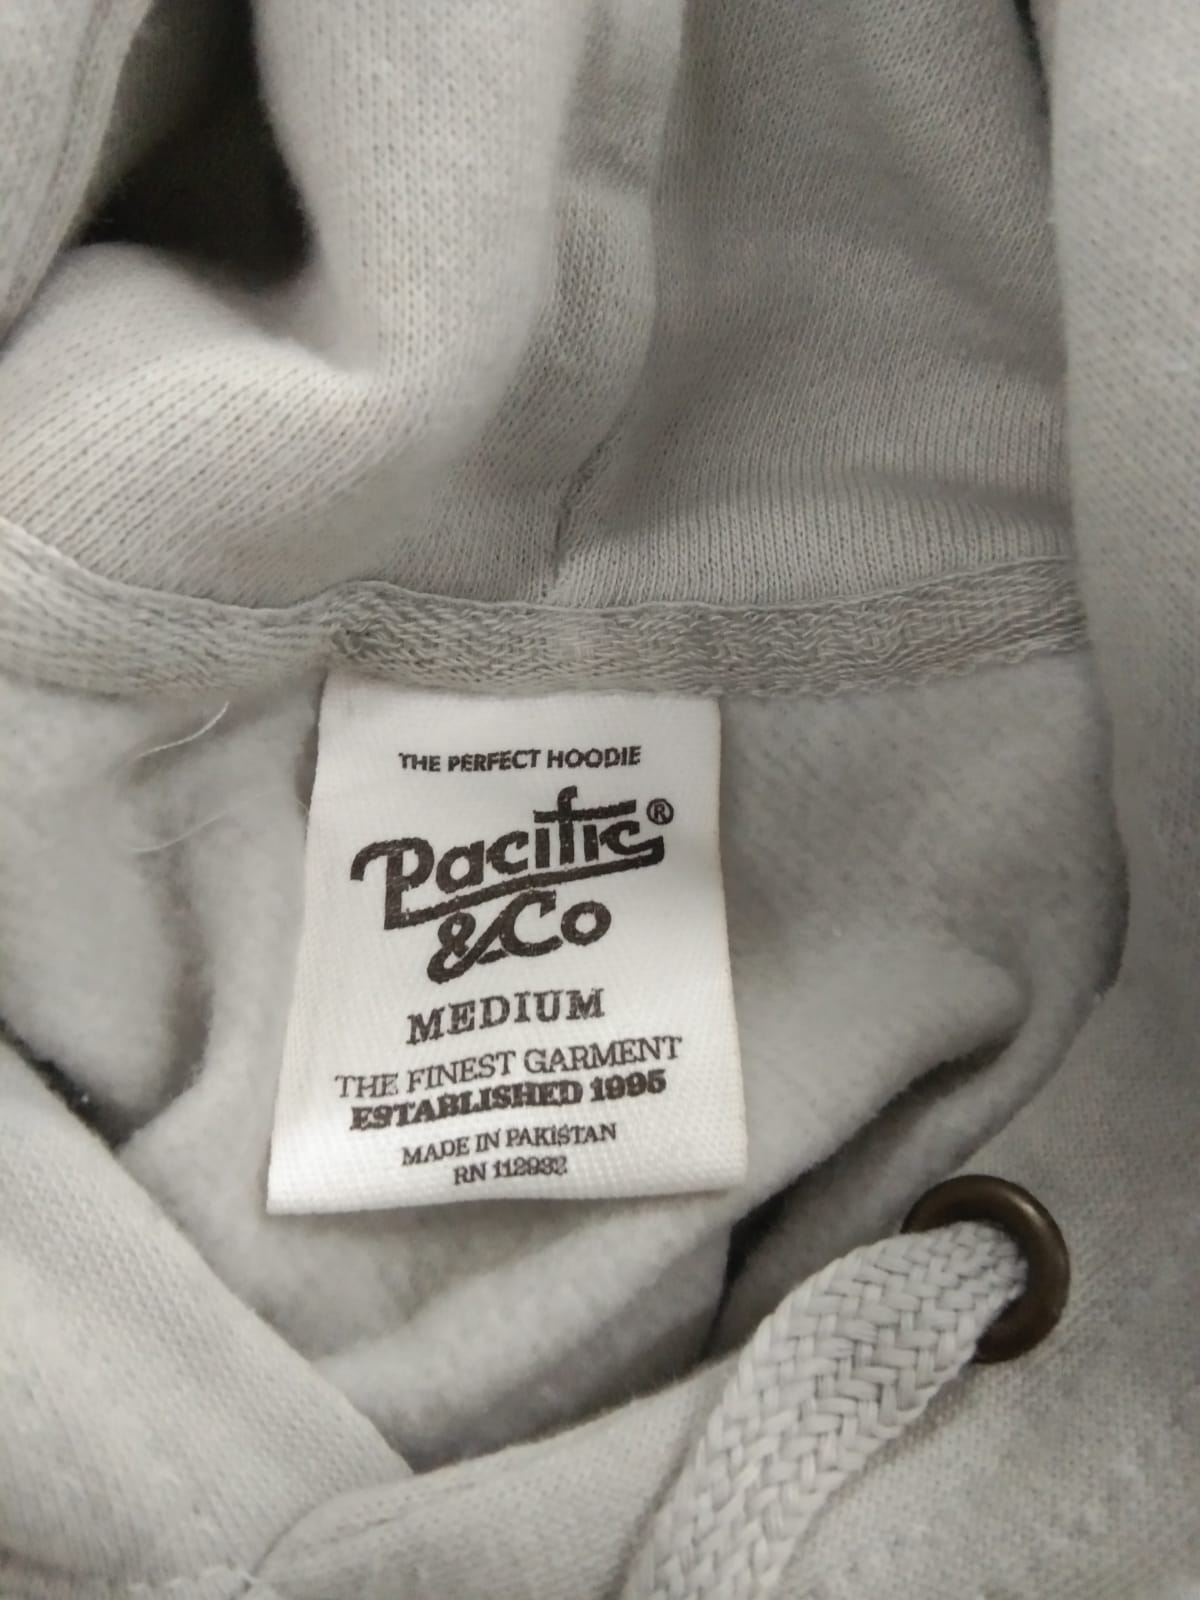 THE PERFECT HOODIE
Pacific®
&Co
MEDIUM
THE FINEST GARMENT
ESTABLISHED 1995
MADE IN PAKISTAN
RN 112932